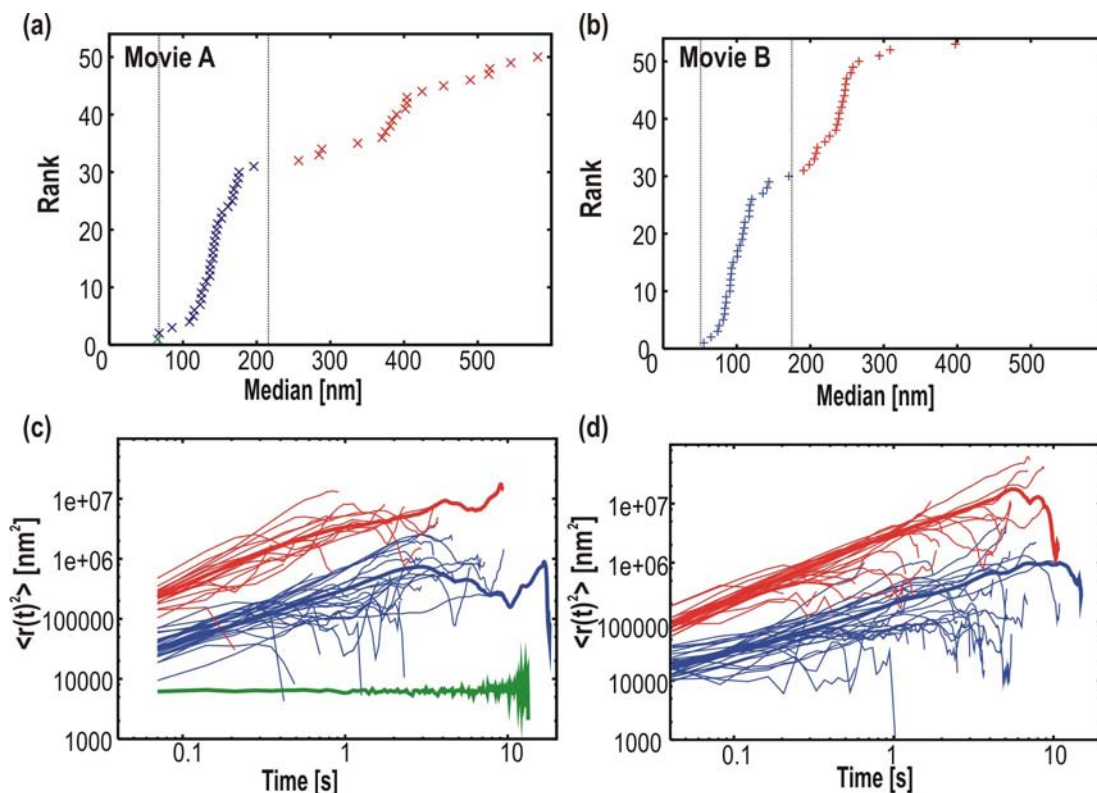 (a)
Movie A
50
40
30
20
10
0
Rank
0 100 200 300 400 500
Median [nm]
(b)
Movie B
50
40
30
20
10
0
Rank
0 100 200 300 400 500
Median [nm]
(c)
1e+07
1e+06
100000
10000
1000
<r(t)²> [nm²]
0.1 1 10
Time [s]
(d)
1e+07
1e+06
100000
10000
1000
<r(t)²> [nm²]
0.1 1 10
Time [s]